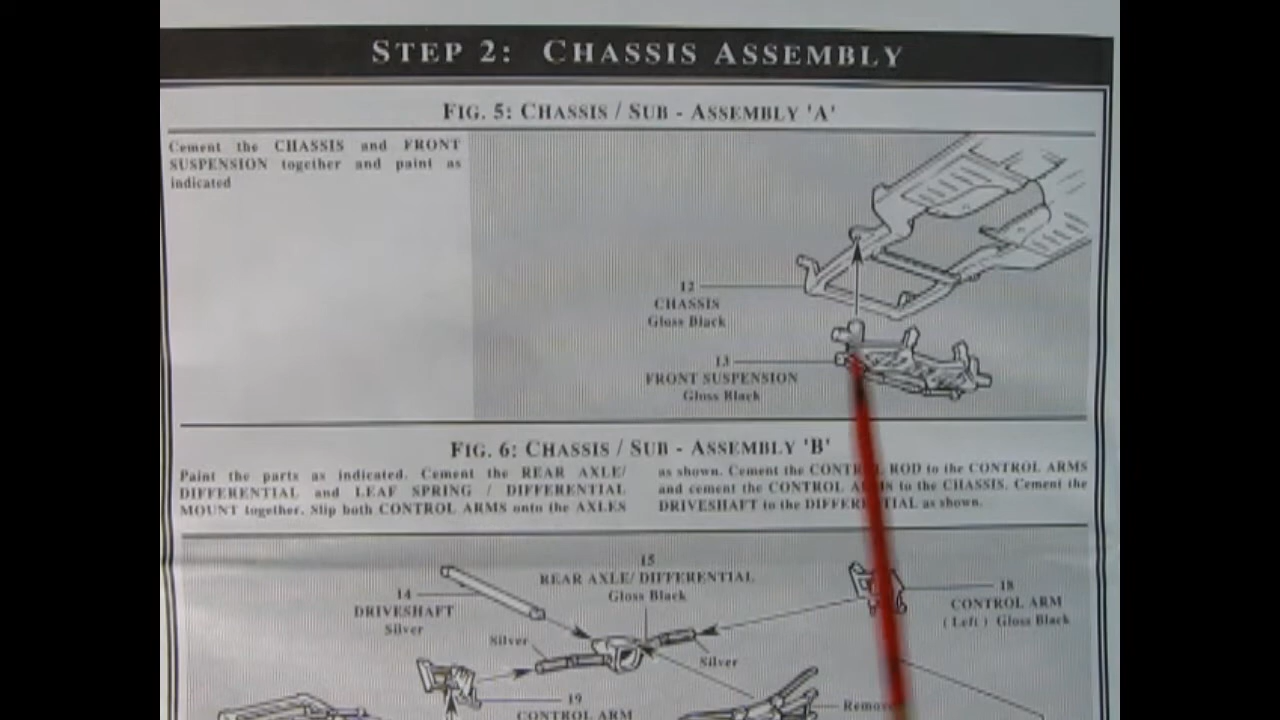 STEP 2: CHASSIS ASSEMBLY
FIG. 5: CHASSIS / SUB - ASSEMBLY 'A'
Cement the CHASSIS and FRONT
SUSPENSION together and paint as
indicated
12
CHASSIS
Gloss Black
13
FRONT SUSPENSION
Gloss Black
FIG. 6: CHASSIS / SUB - ASSEMBLY 'B'
Paint the parts as indicated. Cement the REAR AXLE/
DIFFERENTIAL and LEAF SPRING / DIFFERENTIAL
MOUNT together. Slip both CONTROL ARMS onto the AXLES
as shown. Cement the ROD to the CONTROL ARMS
and cement the CONTROL to the CHASSIS. Cement the
DRIVESHAFT to the as shown.
15
REAR AXLE/ DIFFERENTIAL
Gloss Black
14
DRIVESHAFT
Silver
18
CONTROL ARM
( Left ) Gloss Black
Silver
Silver
19
CONTROL ARM